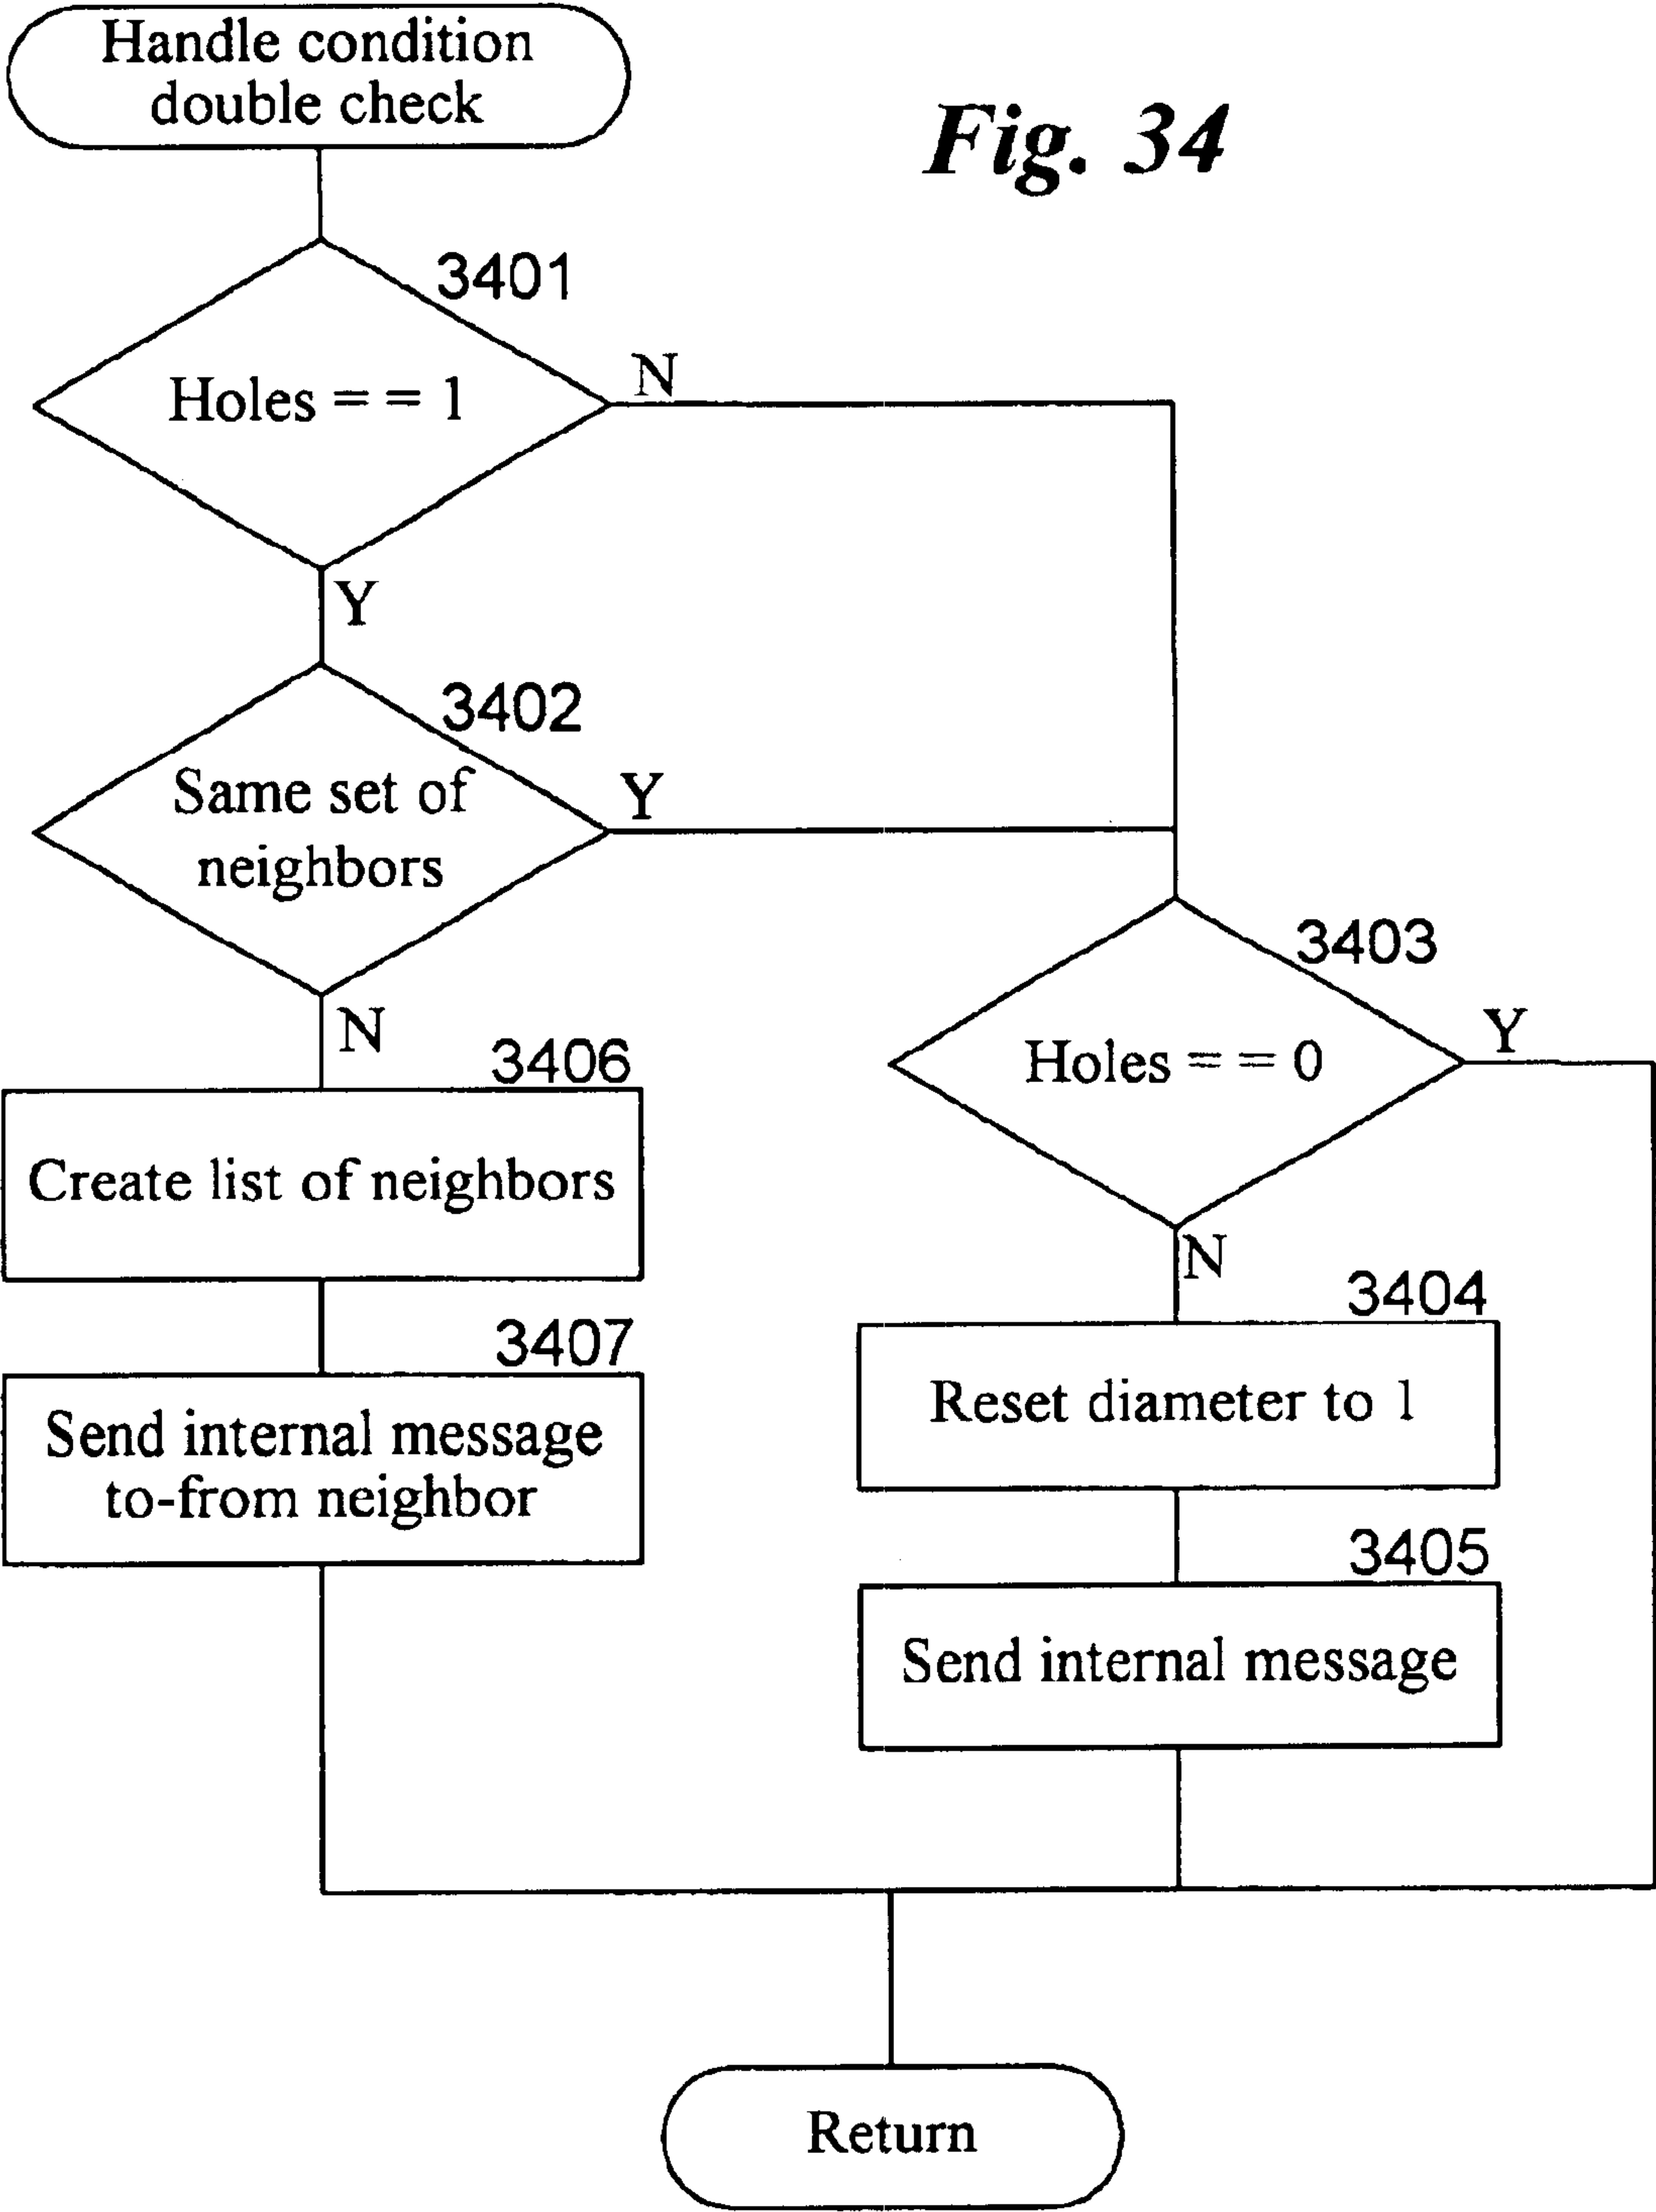 Handle condition
double check
Fig. 34
3401
Holes = = 1
N
Y
3402
Same set of
neighbors
Y
N
3403
Holes = = 0
Y
N
3406
Create list of neighbors
3407
Send internal message
to-from neighbor
3404
Reset diameter to 1
3405
Send internal message
Return